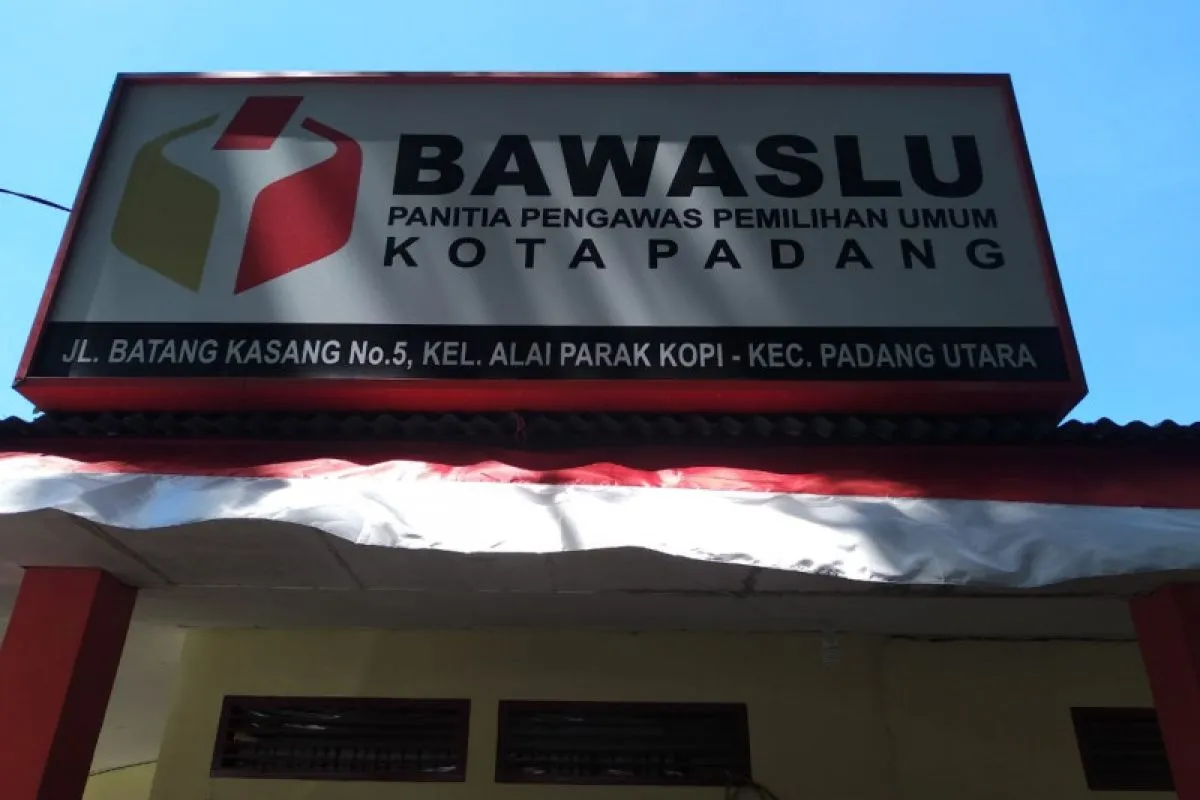 BAWASLU
PANITIA PENGAWAS PEMILIHAN UMUM
KOTA PADANG
JL. BATANG KASANG No.5, KEL. ALAI PARAK KOPI - KEC. PADANG UTARA